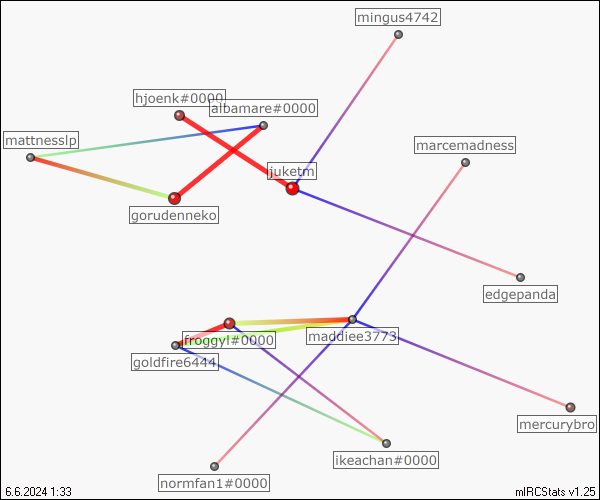 mingus4742
hjoenk#0000
albamare#0000
mattnesslp
marcemadness
juketm
gorudenneko
edgepanda
froggyl#0000
maddiee3773
goldfire6444
mercurybro
ikeachan#0000
normfan1#0000
6.6.2024 1:33
mIRCStats v1.25